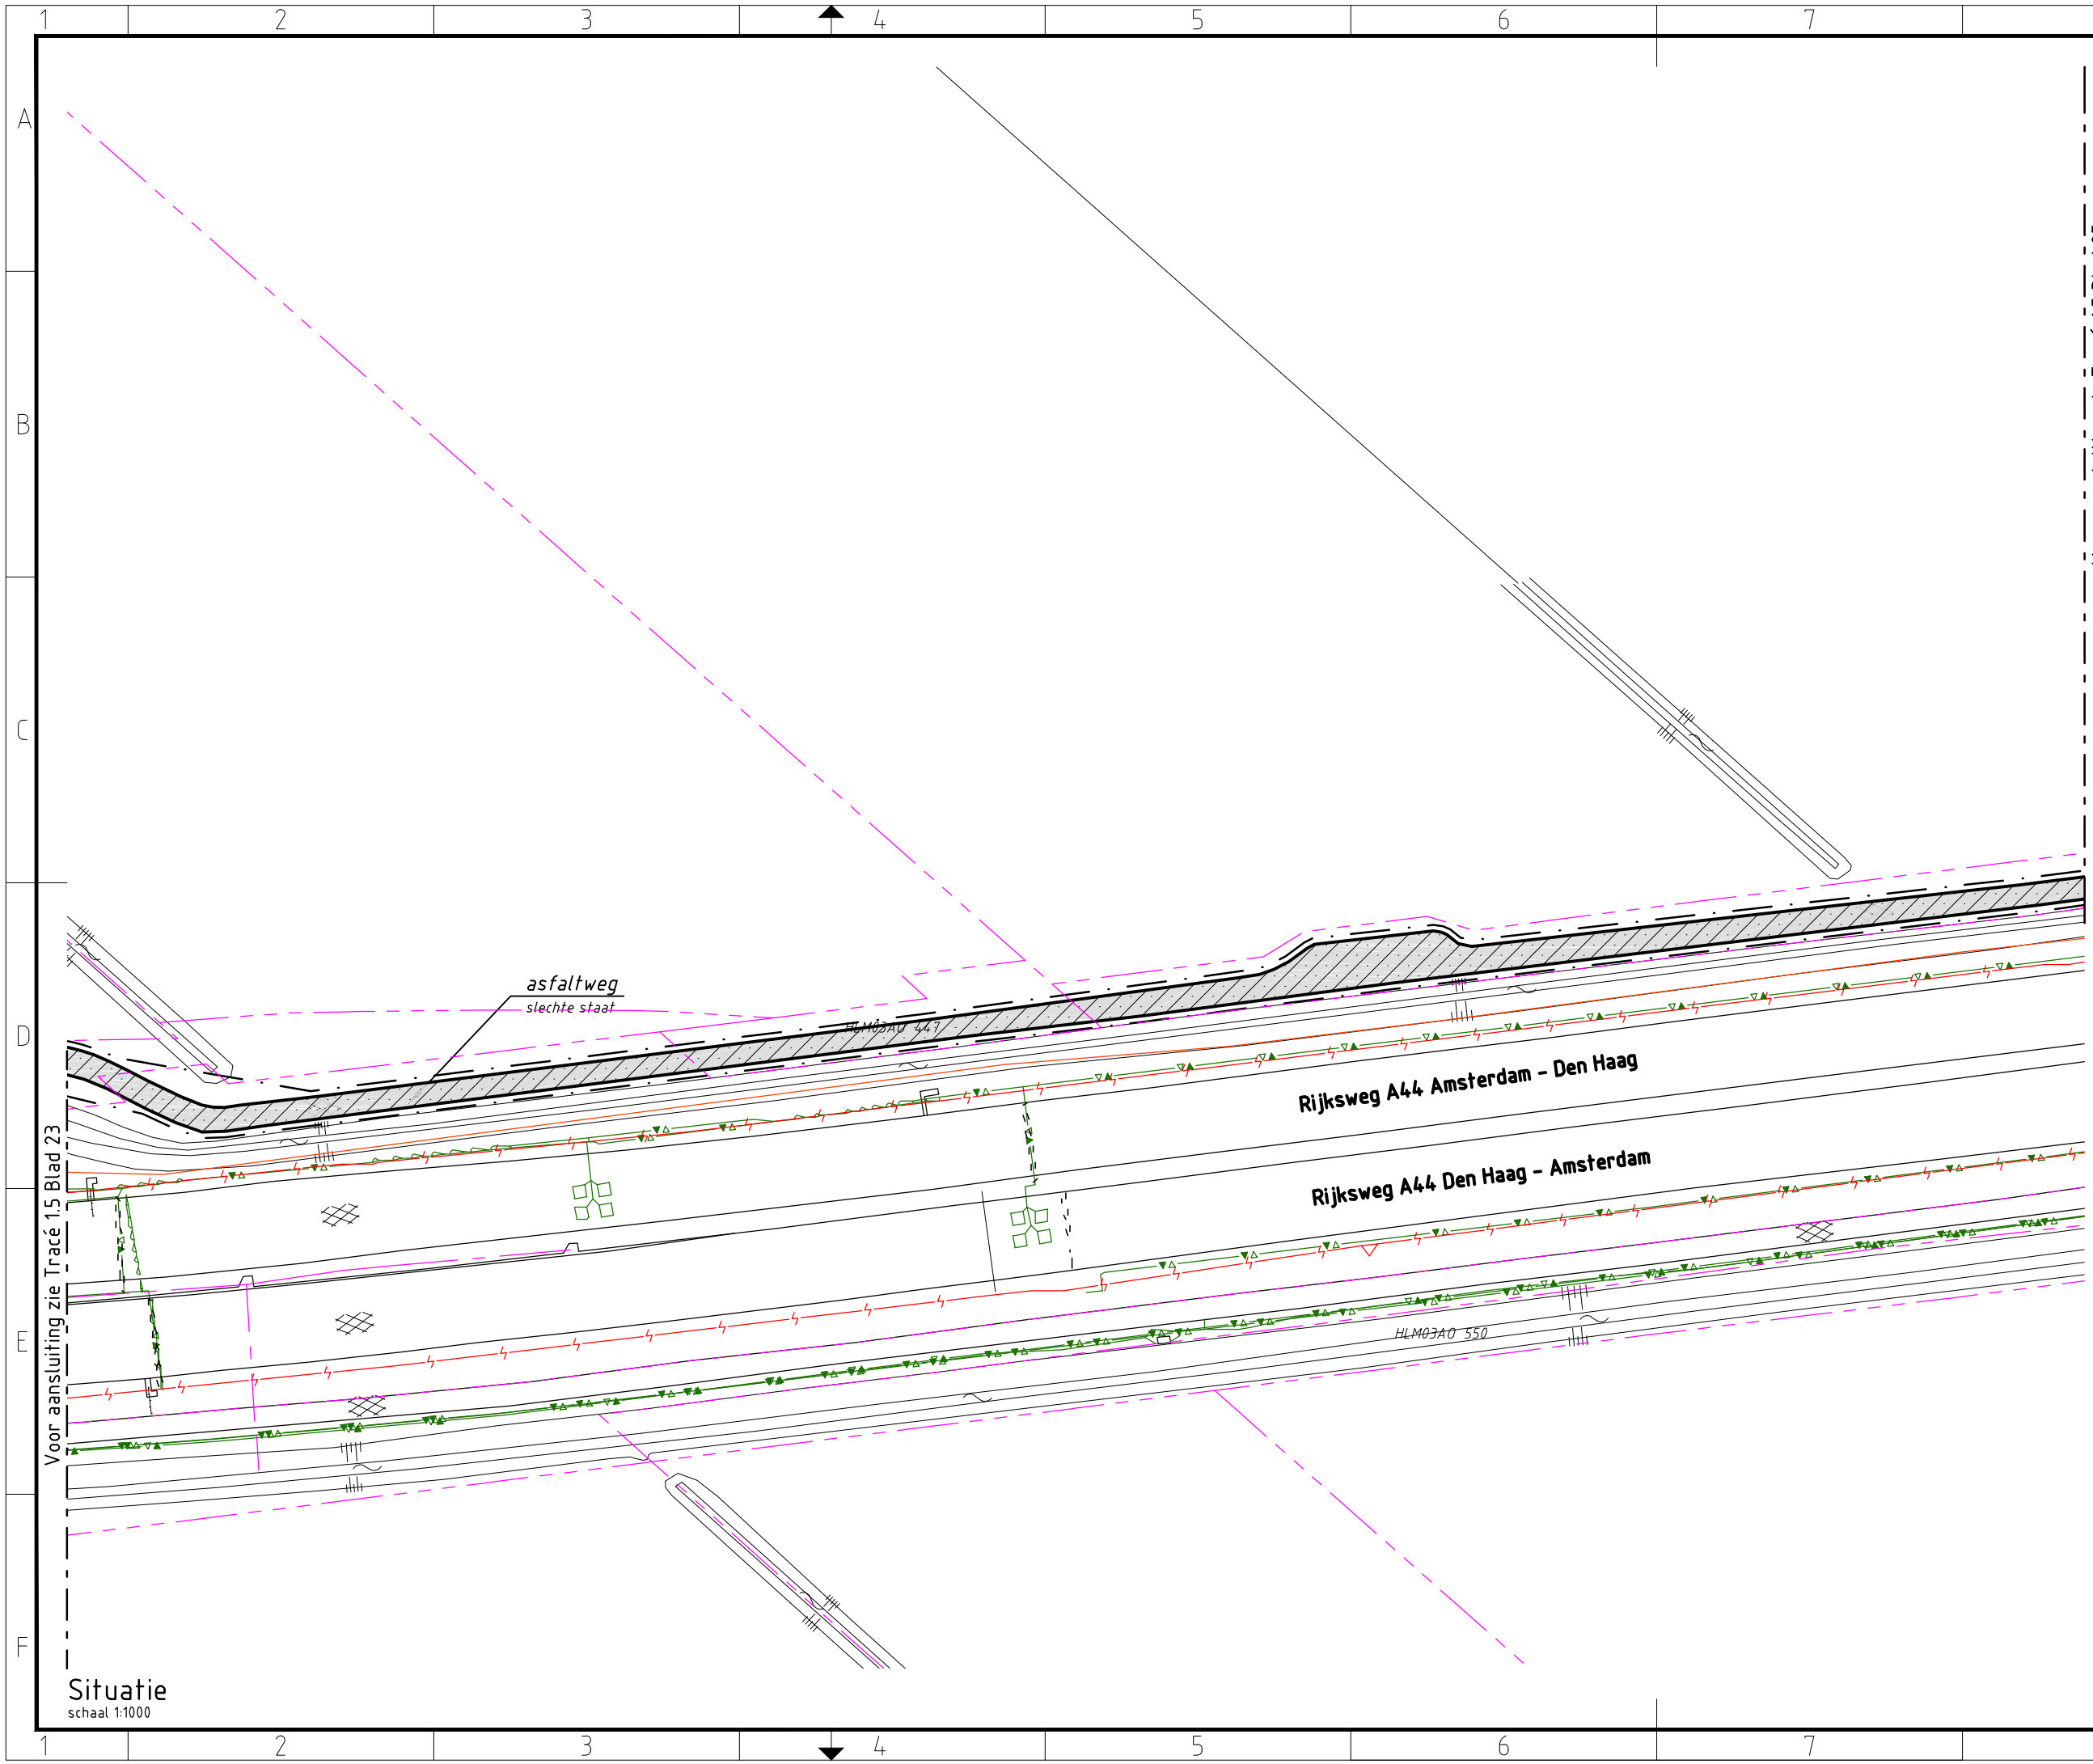 1 2 3 4 5 6 7
A
B
C
D
E
F
asfaltweg
slechte staat
HLM03AO 447
Rijksweg A44 Amsterdam - Den Haag
Rijksweg A44 Den Haag - Amsterdam
HLM03AO 550
Voor aansluiting zie Tracé 1.5 Blad 23
Situatie
schaal 1:1000
1 2 3 4 5 6 7